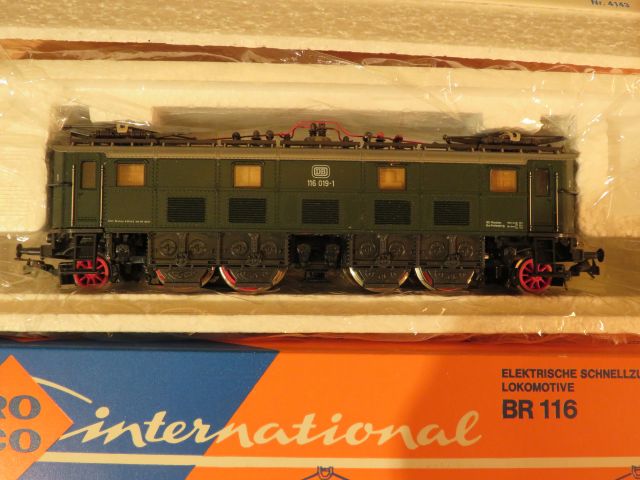 Nr. 4143
DB
116 019-1
RO
CO
international
ELEKTRISCHE SCHNELLZU
LOKOMOTIVE
BR 116